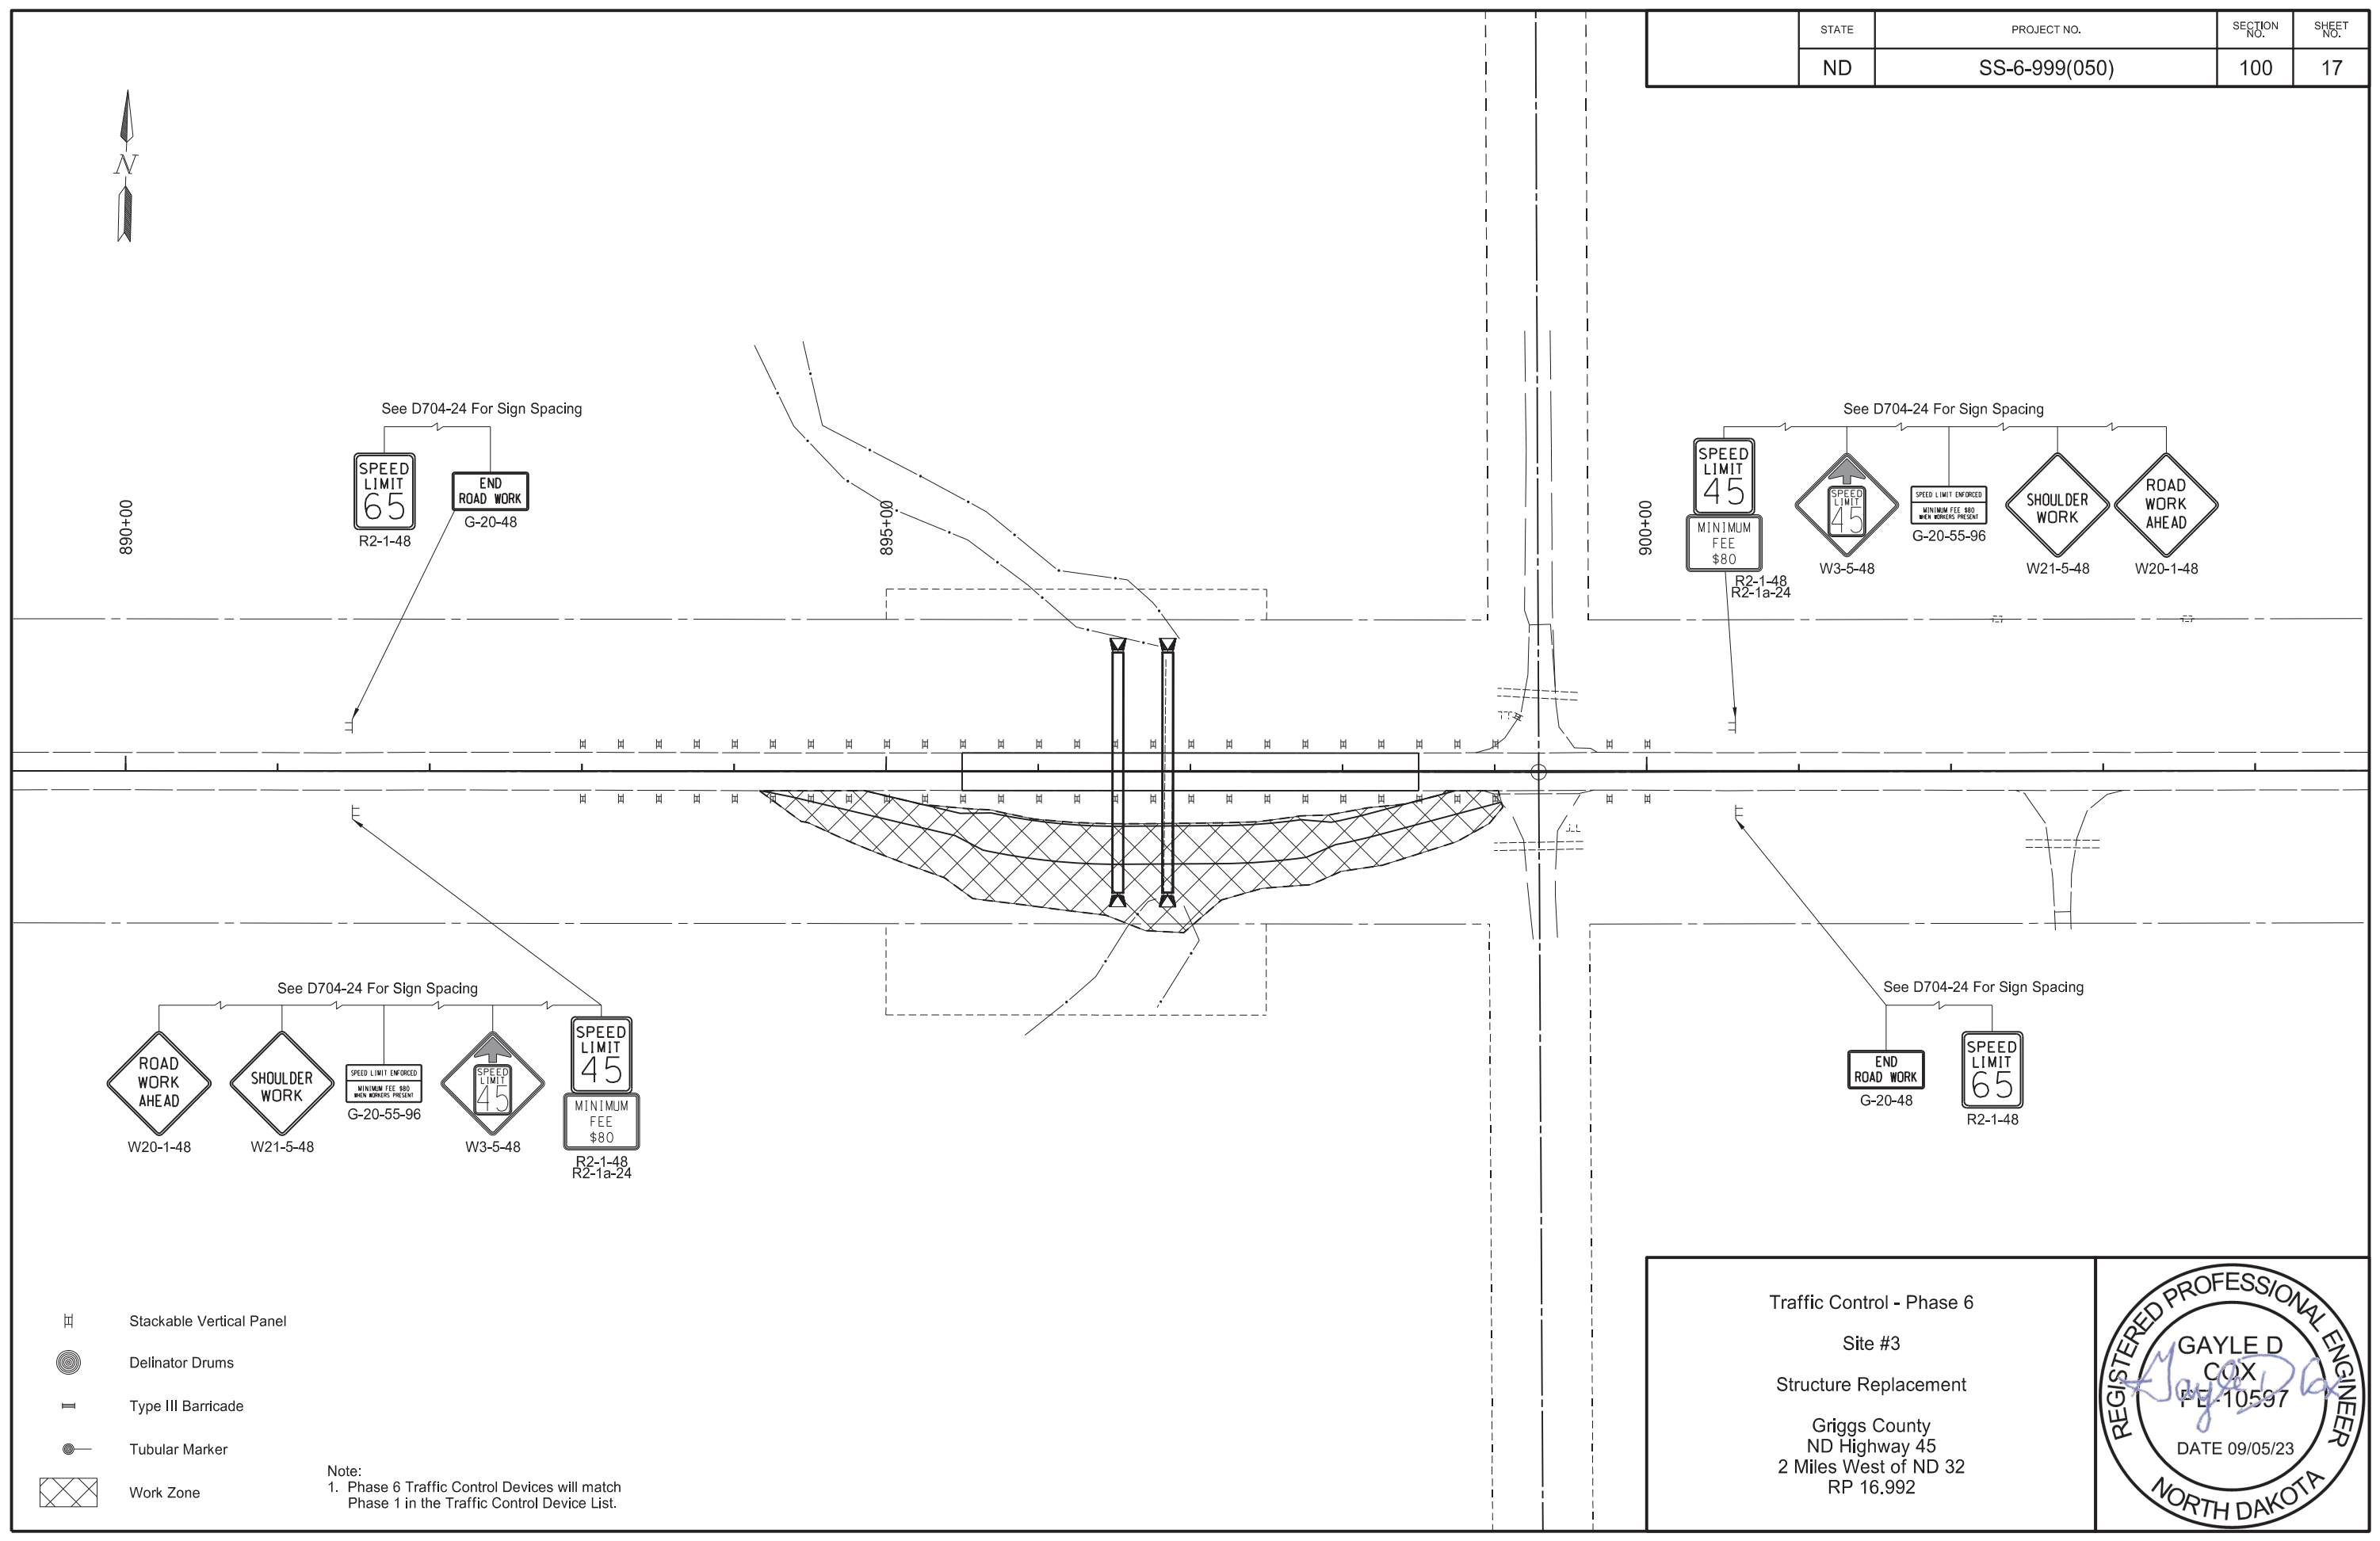 STATE
PROJECT NO.
SECTION NO.
SHEET NO.
ND
SS-6-999(050)
100
17
N
See D704-24 For Sign Spacing
SPEED
LIMIT
65
R2-1-48
END
ROAD WORK
G-20-48
See D704-24 For Sign Spacing
SPEED
LIMIT
45
MINIMUM
FEE
$80
R2-1-48
R2-1a-24
SPEED
LIMIT
45
W3-5-48
SPEED LIMIT ENFORCED
MINIMUM FEE $80
WHEN WORKERS PRESENT
G-20-55-96
SHOULDER
WORK
W21-5-48
ROAD
WORK
AHEAD
W20-1-48
890+00
895+00
900+00
See D704-24 For Sign Spacing
ROAD
WORK
AHEAD
W20-1-48
SHOULDER
WORK
W21-5-48
SPEED LIMIT ENFORCED
MINIMUM FEE $80
WHEN WORKERS PRESENT
G-20-55-96
SPEED
LIMIT
45
W3-5-48
SPEED
LIMIT
45
MINIMUM
FEE
$80
R2-1-48
R2-1a-24
See D704-24 For Sign Spacing
END
ROAD WORK
G-20-48
SPEED
LIMIT
65
R2-1-48
Stackable Vertical Panel
Delinator Drums
Type III Barricade
Tubular Marker
Work Zone
Note:
1. Phase 6 Traffic Control Devices will match
Phase 1 in the Traffic Control Device List.
Traffic Control - Phase 6
Site #3
Structure Replacement
Griggs County
ND Highway 45
2 Miles West of ND 32
RP 16.992
REGISTERED PROFESSIONAL ENGINEER
GAYLE D
COX
PE-10597
Gayle D Cox
DATE 09/05/23
NORTH DAKOTA